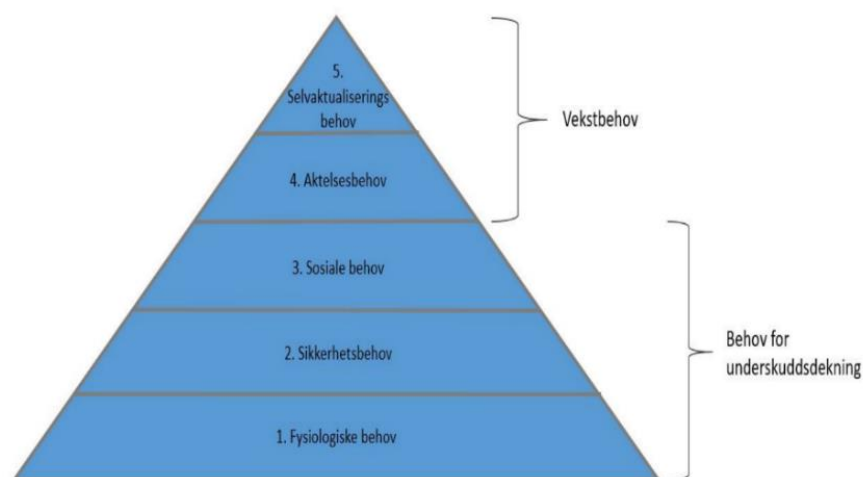 5.
Selvaktualiserings
behov
Vekstbehov
4. Aktelsesbehov
3. Sosiale behov
2. Sikkerhetsbehov
Behov for
underskuddsdekning
1. Fysiologiske behov